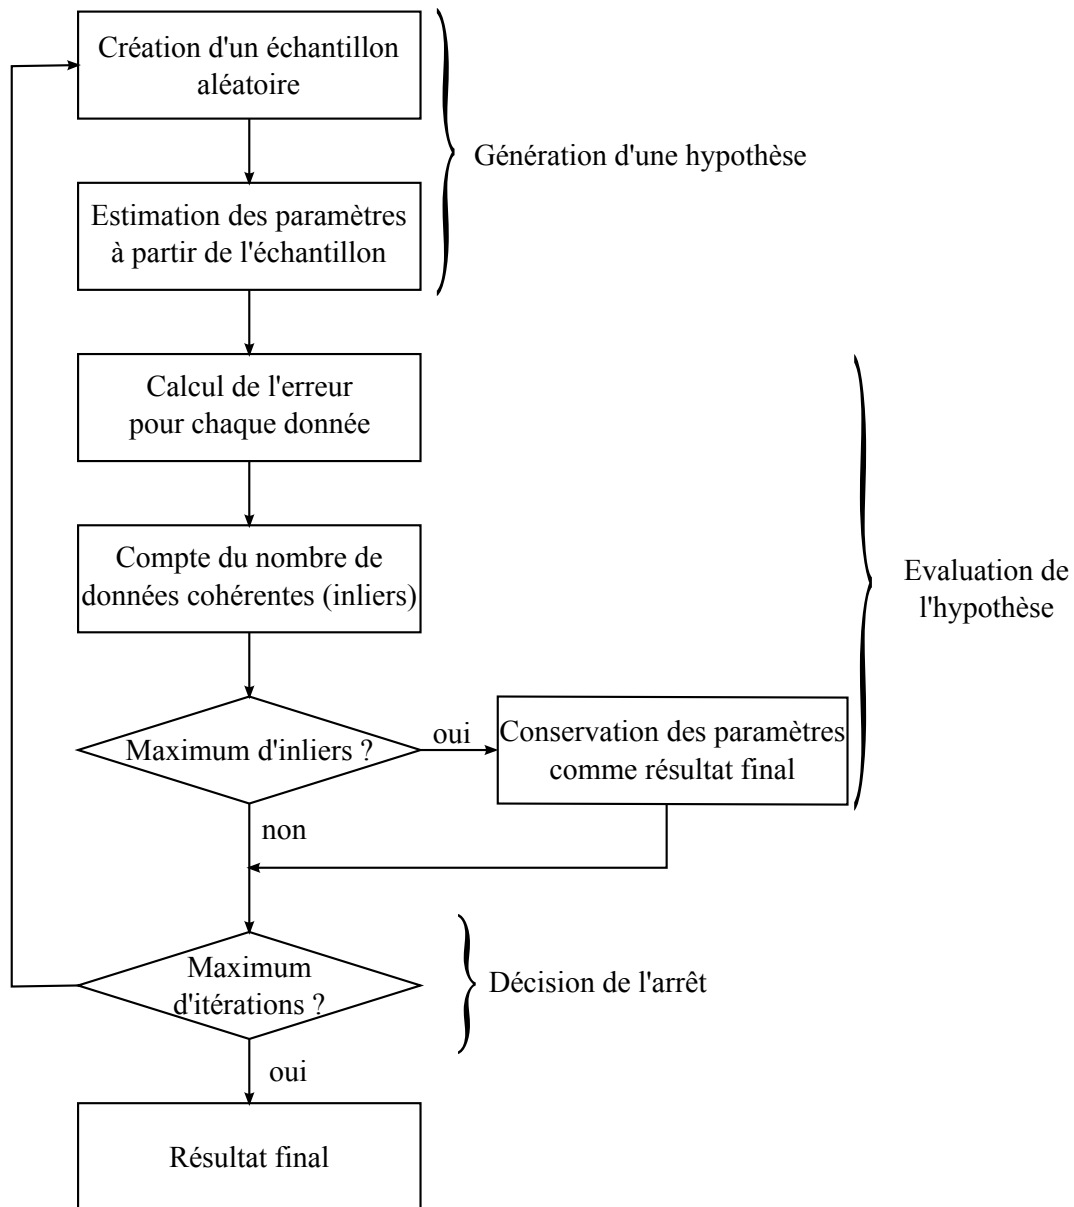 Création d'un échantillon
aléatoire
Génération d'une hypothèse
Estimation des paramètres
à partir de l'échantillon
Calcul de l'erreur
pour chaque donnée
Compte du nombre de
données cohérentes (inliers)
Evaluation de
l'hypothèse
Maximum d'inliers ?
oui
Conservation des paramètres
comme résultat final
non
Maximum
d'itérations ?
Décision de l'arrêt
oui
Résultat final